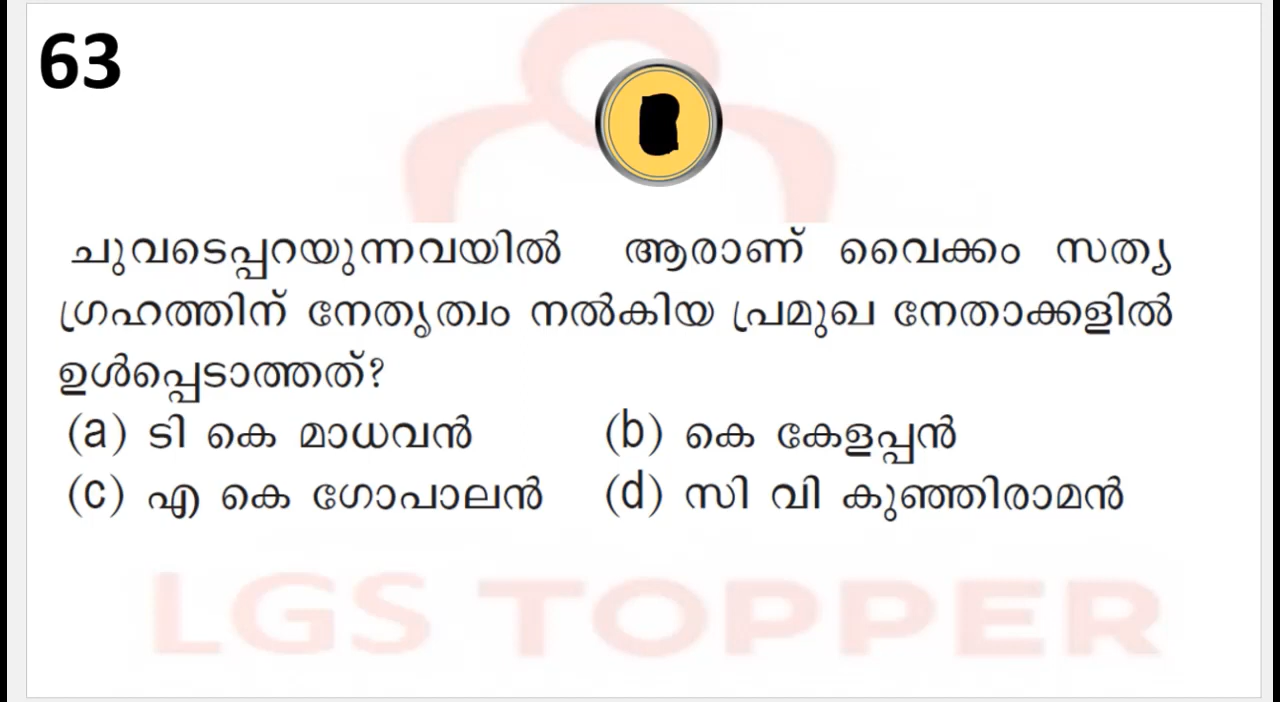 63
ചുവടെപ്പറയുന്നവയിൽ ആരാണ് വൈക്കം സത്യ
ഗ്രഹത്തിന് നേതൃത്വം നൽകിയ പ്രമുഖ നേതാക്കളിൽ
ഉൾപ്പെടാത്തത്?
(a) ടി കെ മാധവൻ (b) കെ കേളപ്പൻ
(c) എ കെ ഗോപാലൻ (d) സി വി കുഞ്ഞിരാമൻ
LGS TOPPER